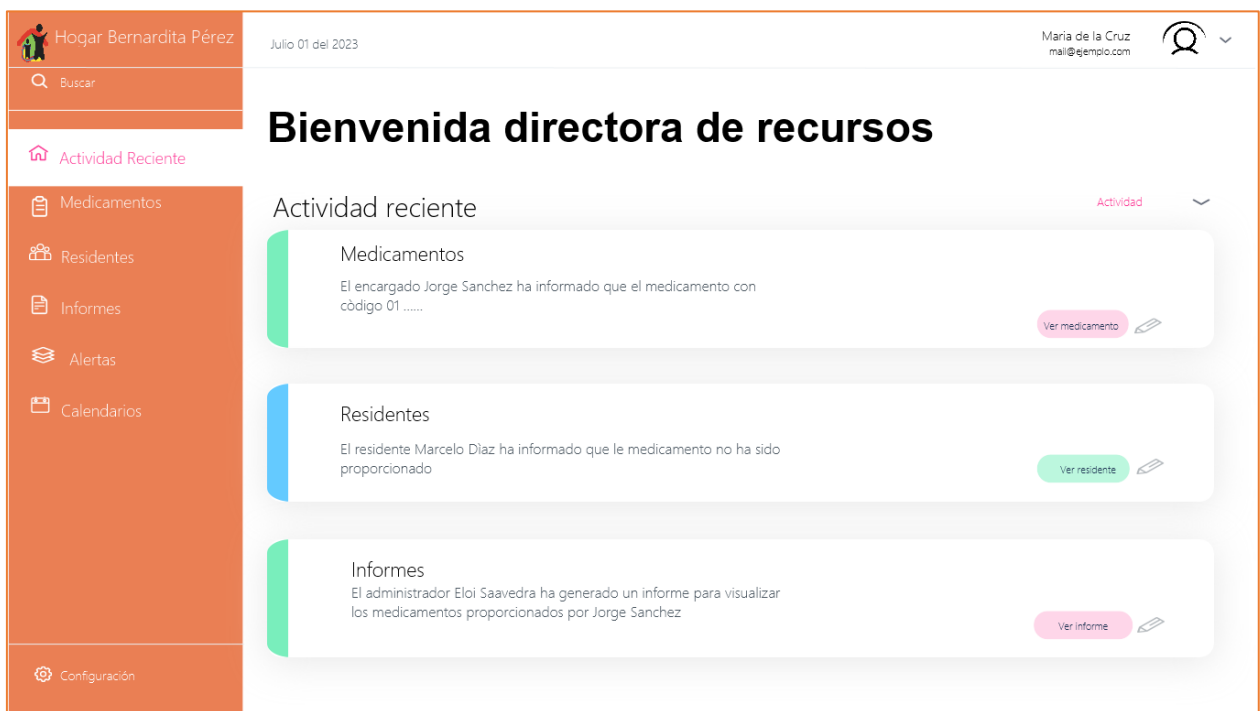 Hogar Bernardita Pérez
Buscar
Actividad Reciente
Medicamentos
Residentes
Informes
Alertas
Calendarios
Configuración
Julio 01 del 2023
Maria de la Cruz
mail@ejemplo.com
Bienvenida directora de recursos
Actividad reciente
Actividad
Medicamentos
El encargado Jorge Sanchez ha informado que el medicamento con
còdigo 01 ......
Ver medicamento
Residentes
El residente Marcelo Dìaz ha informado que le medicamento no ha sido
proporcionado
Ver residente
Informes
El administrador Eloi Saavedra ha generado un informe para visualizar
los medicamentos proporcionados por Jorge Sanchez
Ver informe